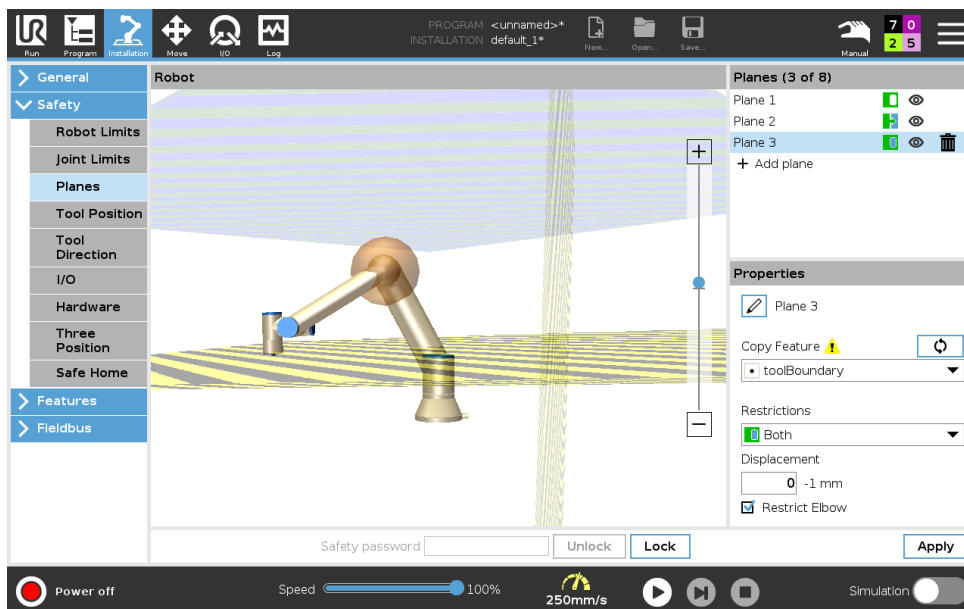 PROGRAM <unnamed>*
INSTALLATION default_1*
UR
Run
Program
Installation
Move
I/O
Log
New...
Open...
Save...
Manual
7 0
2 5
General
Safety
Robot Limits
Joint Limits
Planes
Tool Position
Tool
Direction
I/O
Hardware
Three
Position
Safe Home
Features
Fieldbus
Robot
+
−
Planes (3 of 8)
Plane 1
Plane 2
Plane 3
+ Add plane
Properties
Plane 3
Copy Feature
toolBoundary
Restrictions
Both
Displacement
0 -1 mm
Restrict Elbow
Safety password
Unlock
Lock
Apply
Power off
Speed
100%
250mm/s
Simulation